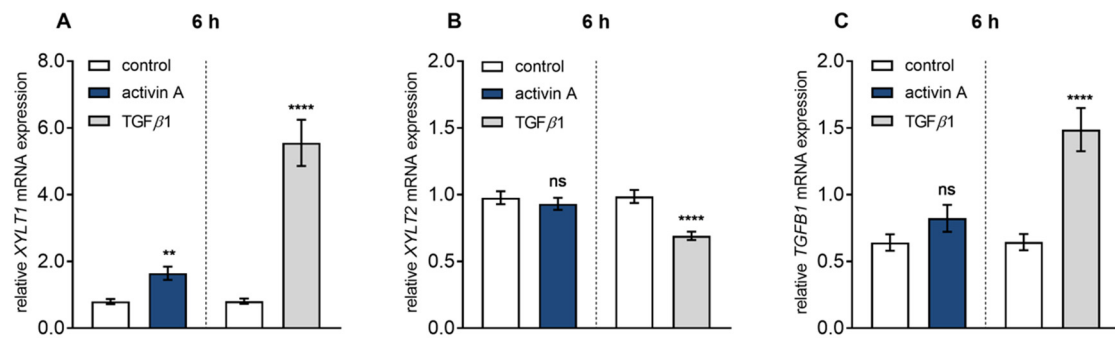 A
6 h
relative XYLT1 mRNA expression
8.0
6.0
4.0
2.0
0.0
control
activin A
TGFβ1
**
****
B
6 h
relative XYLT2 mRNA expression
2.0
1.5
1.0
0.5
0.0
control
activin A
TGFβ1
ns
****
C
6 h
relative TGFB1 mRNA expression
2.0
1.5
1.0
0.5
0.0
control
activin A
TGFβ1
ns
****